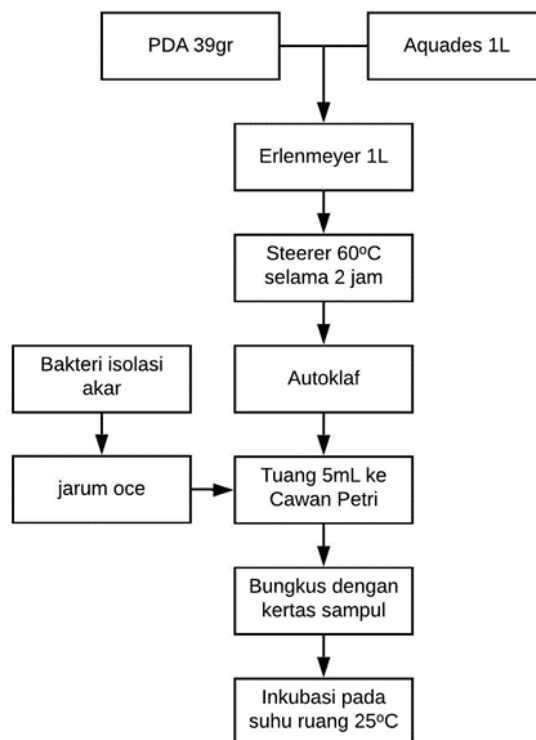 PDA 39gr
Aquades 1L
Erlenmeyer 1L
Steerer 60ºC
selama 2 jam
Bakteri isolasi
akar
Autoklaf
jarum oce
Tuang 5mL ke
Cawan Petri
Bungkus dengan
kertas sampul
Inkubasi pada
suhu ruang 25ºC